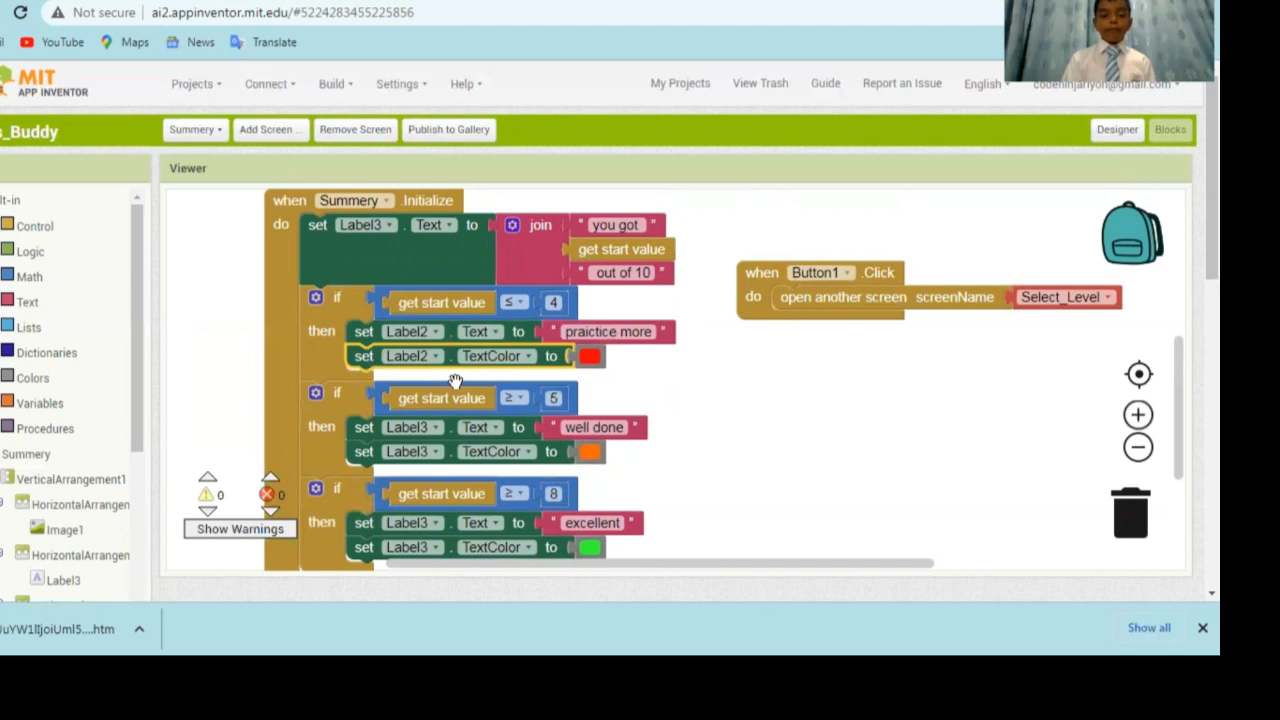 Not secure ai2.appinventor.mit.edu/#5224283455225856
YouTube Maps News Translate
MIT
APP INVENTOR
Projects Connect Build Settings Help My Projects View Trash Guide Report an Issue English codeninjariyon@gmail.com
s_Buddy Summery Add Screen ... Remove Screen Publish to Gallery Designer Blocks
Viewer
lt-in
Control
Logic
Math
Text
Lists
Dictionaries
Colors
Variables
Procedures
Summery
VerticalArrangement1
HorizontalArrangen
Image1
HorizontalArrangen
Label3
when Summery .Initialize
do set Label3 . Text to join " you got "
get start value
" out of 10 "
if get start value ≤ 4
then set Label2 . Text to " praictice more "
set Label2 . TextColor to
if get start value ≥ 5
then set Label3 . Text to " well done "
set Label3 . TextColor to
if get start value ≥ 8
then set Label3 . Text to " excellent "
set Label3 . TextColor to
when Button1 .Click
do open another screen screenName Select_Level
0 0
Show Warnings
Show all